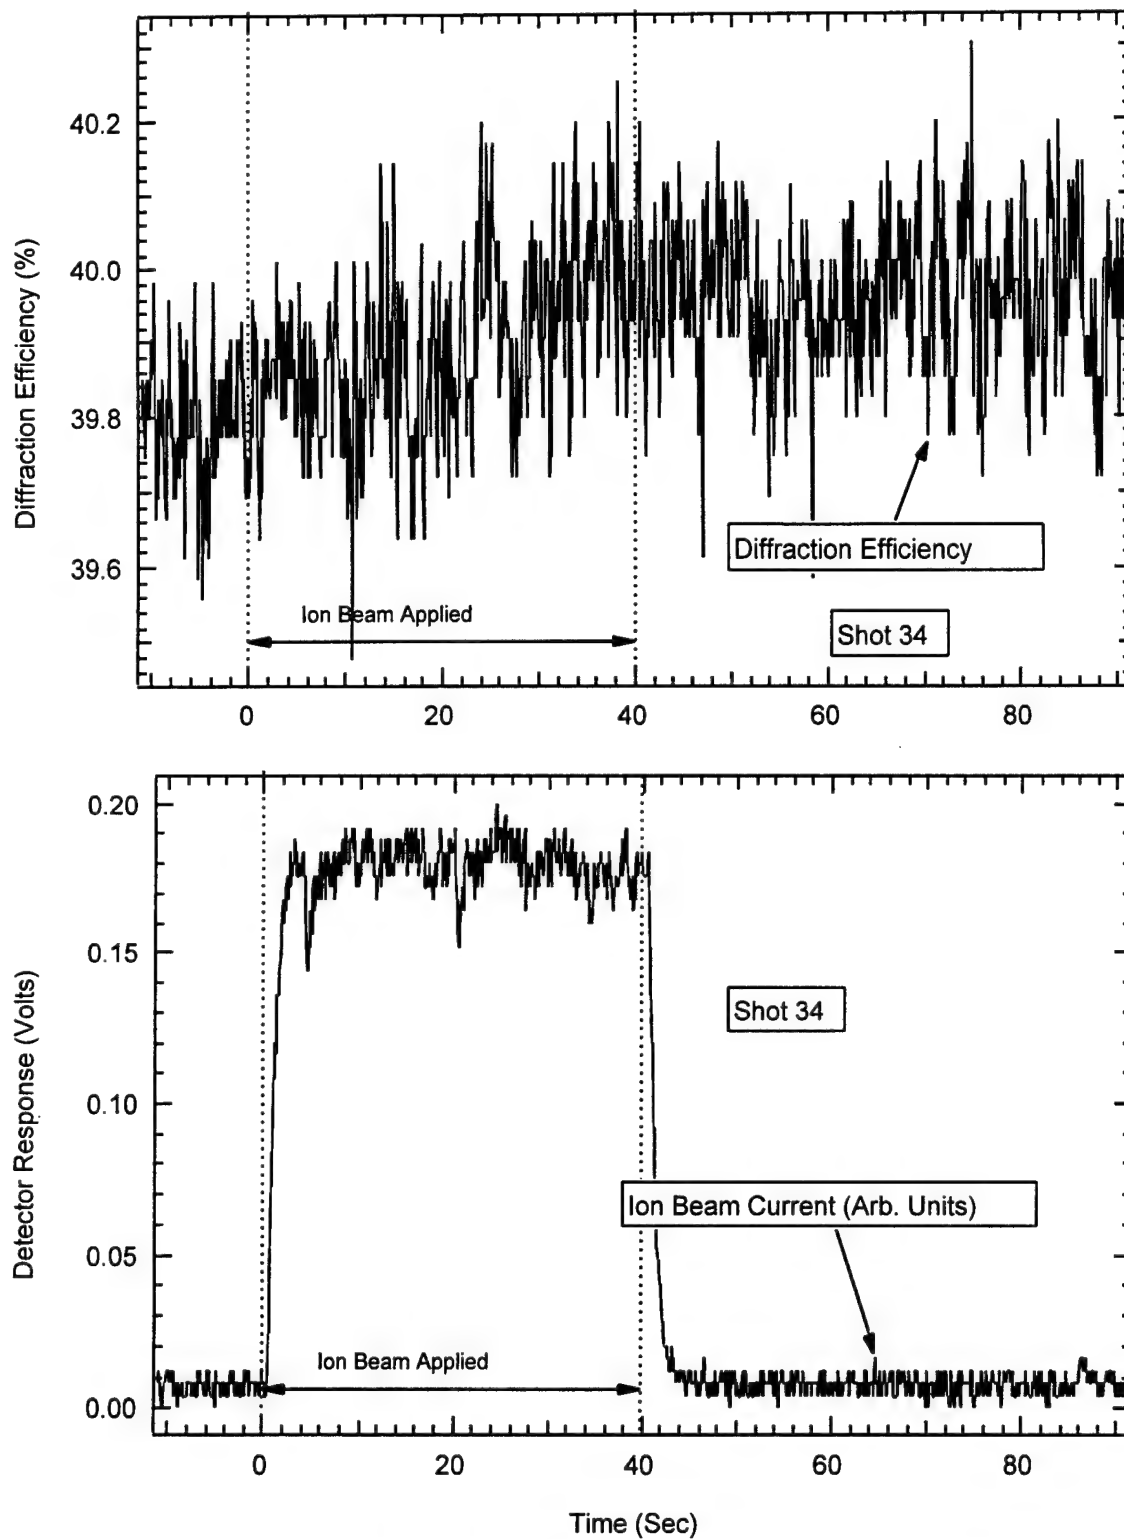 40.2
40.0
39.8
39.6
Diffraction Efficiency (%)
Diffraction Efficiency
Ion Beam Applied
Shot 34
0 20 40 60 80
0.20
0.15
0.10
0.05
0.00
Detector Response (Volts)
Shot 34
Ion Beam Current (Arb. Units)
Ion Beam Applied
0 20 40 60 80
Time (Sec)